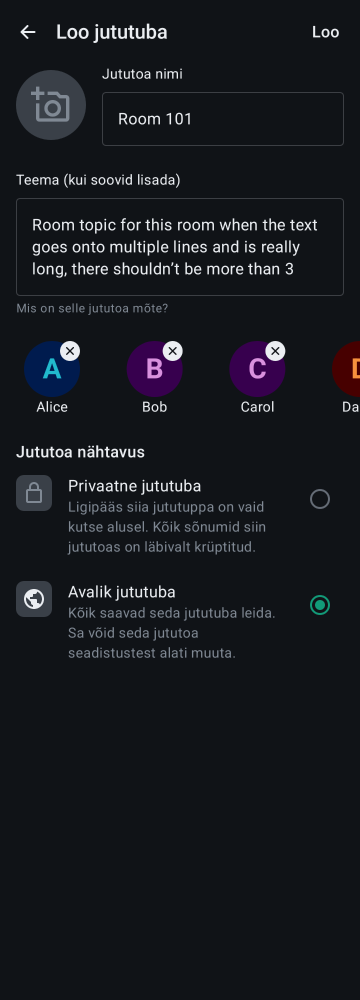 Loo jututuba
Loo
Jututoa nimi
Room 101
Teema (kui soovid lisada)
Room topic for this room when the text
goes onto multiple lines and is really
long, there shouldn’t be more than 3
Mis on selle jututoa mõte?
A
B
C
Alice
Bob
Carol
Da
Jututoa nähtavus
Privaatne jututuba
Ligipääs siia jututuppa on vaid
kutse alusel. Kõik sõnumid siin
jututoas on läbivalt krüptitud.
Avalik jututuba
Kõik saavad seda jututuba leida.
Sa võid seda jututoa
seadistustest alati muuta.